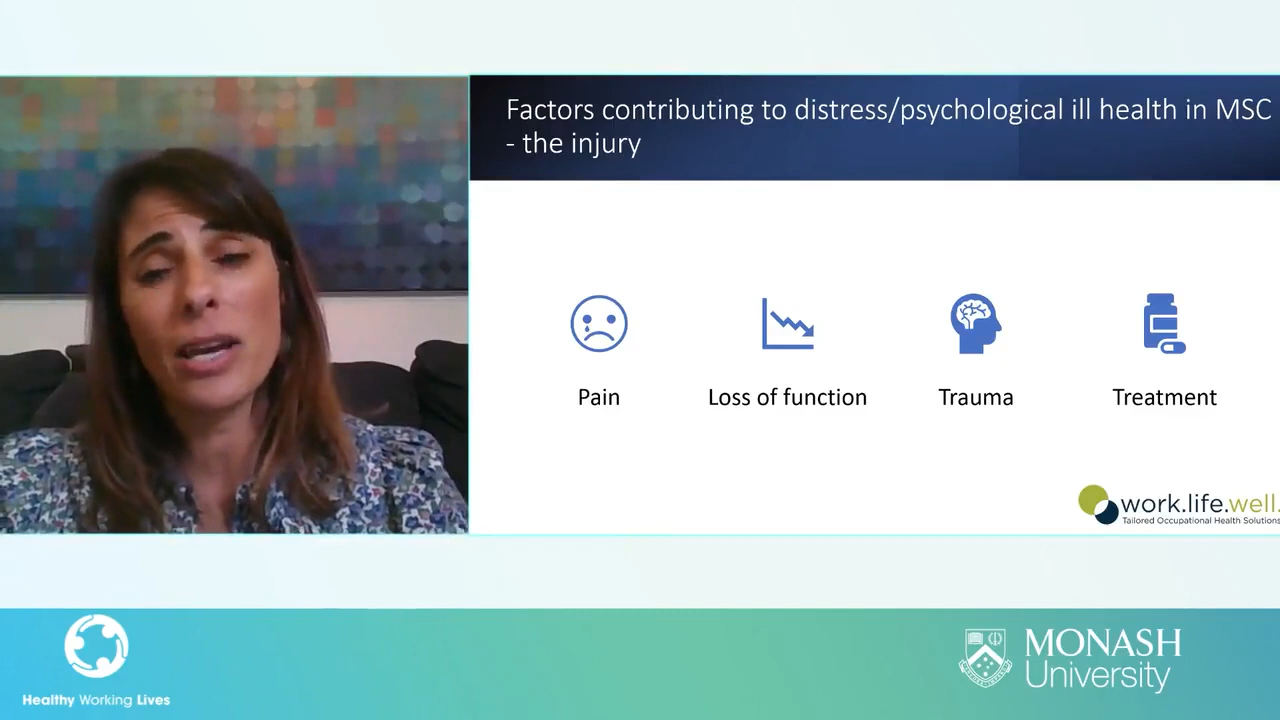 Factors contributing to distress/psychological ill health in MSC
- the injury
Pain
Loss of function
Trauma
Treatment
work.life.well.
Tailored Occupational Health Solutions
Healthy Working Lives
MONASH
University